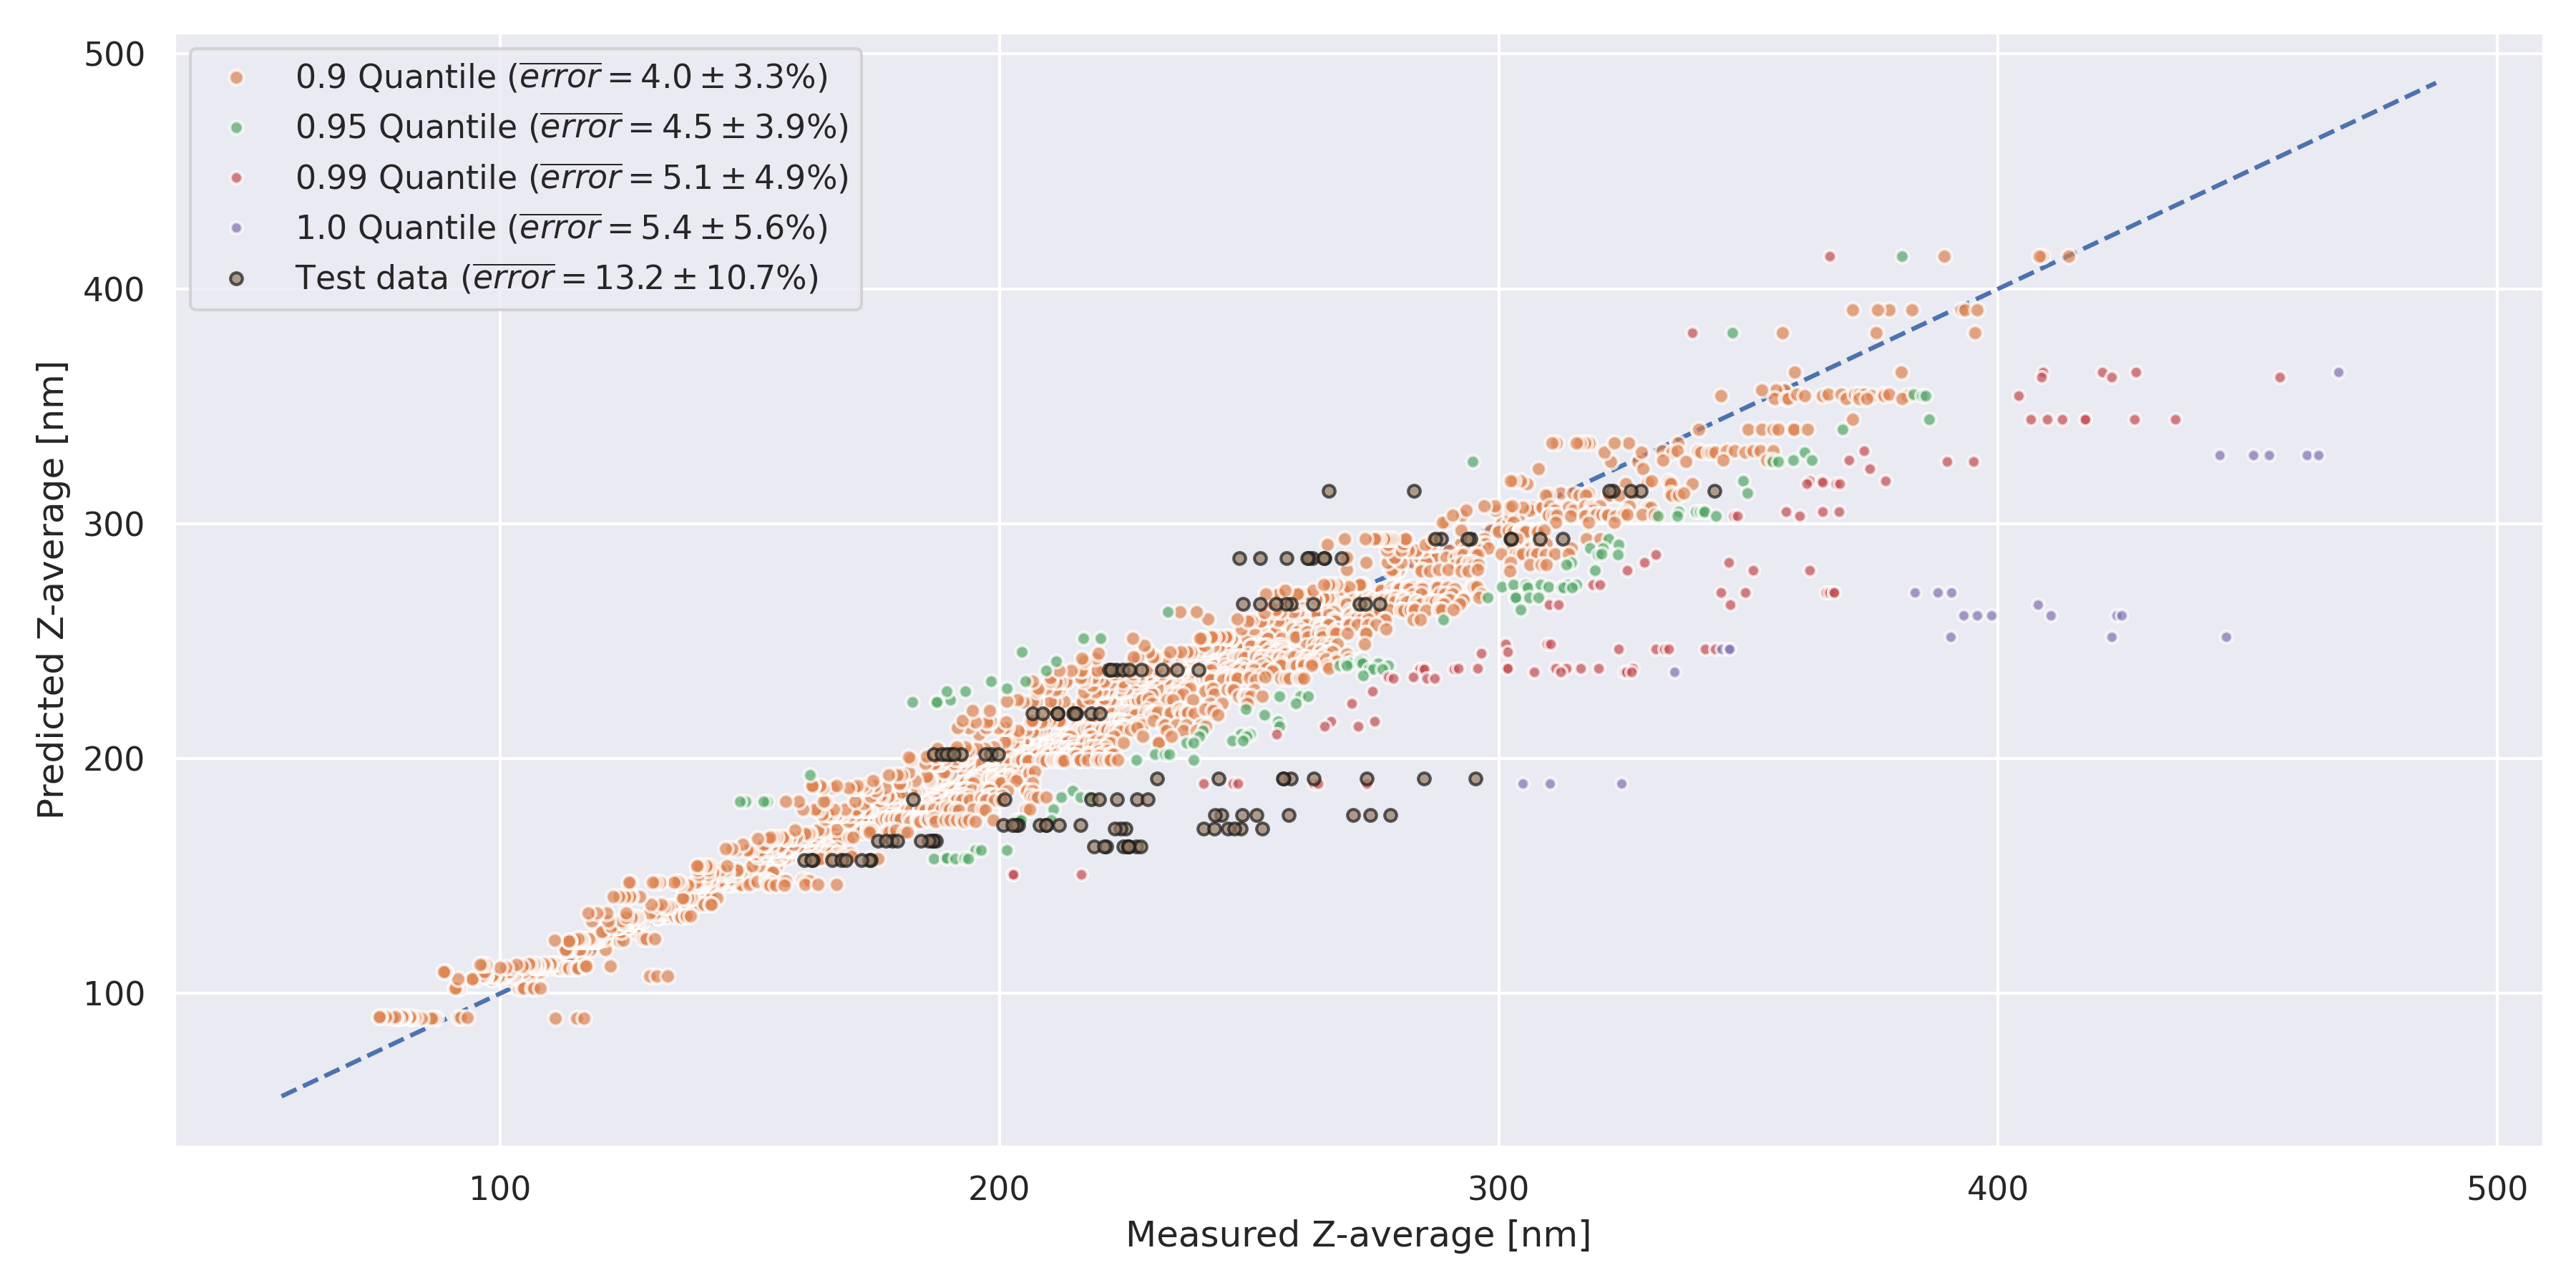 0.9 Quantile (error = 4.0 ± 3.3%)
0.95 Quantile (error = 4.5 ± 3.9%)
0.99 Quantile (error = 5.1 ± 4.9%)
1.0 Quantile (error = 5.4 ± 5.6%)
Test data (error = 13.2 ± 10.7%)
500
400
300
200
100
Predicted Z-average [nm]
100 200 300 400 500
Measured Z-average [nm]